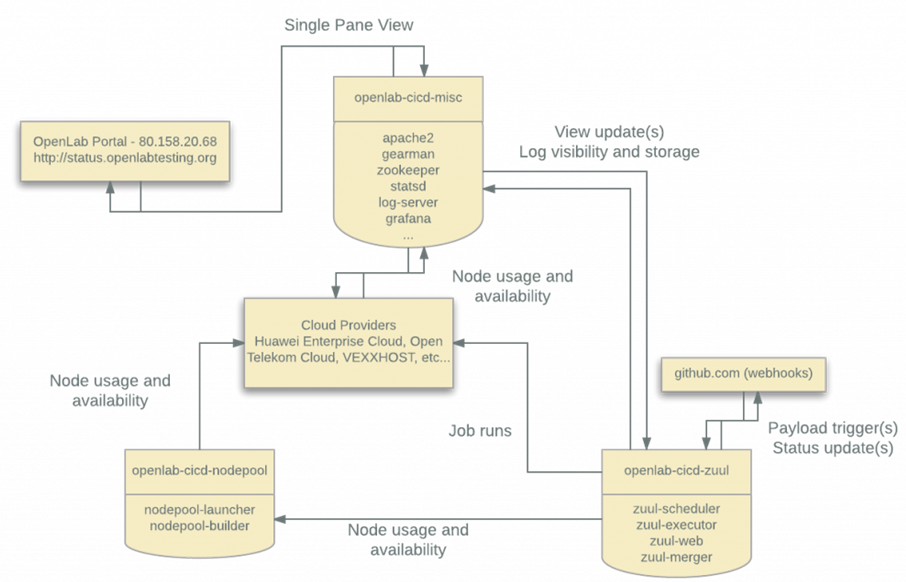 Single Pane View
openlab-cicd-misc
apache2
gearman
zookeeper
statsd
log-server
grafana
...
OpenLab Portal - 80.158.20.68
http://status.openlabtesting.org
View update(s)
Log visibility and storage
Node usage and
availability
Cloud Providers
Huawei Enterprise Cloud, Open
Telekom Cloud, VEXXHOST, etc...
Node usage and
availability
github.com (webhooks)
Payload trigger(s)
Status update(s)
Job runs
openlab-cicd-nodepool
nodepool-launcher
nodepool-builder
Node usage and
availability
openlab-cicd-zuul
zuul-scheduler
zuul-executor
zuul-web
zuul-merger